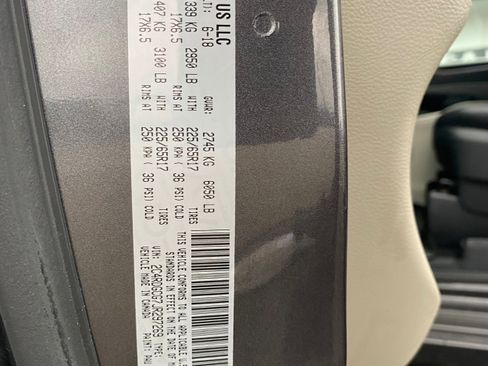 US LLC
LT): 6-18 GVWR: 2745 KG 6050 LB
339 KG 2950 LB WITH 225/65R17 TIRES
17X6.5 RIMS AT 250 KPA ( 36 PSI) COLD
407 KG 3100 LB WITH 225/65R17 TIRES
17X6.5 RIMS AT 250 KPA ( 36 PSI) COLD
THIS VEHICLE CONFORMS TO ALL APPLICABLE U.S.
STANDARDS IN EFFECT ON THE DATE OF
VIN: 2C4RDGCG7JR297269
MADE IN CANADA
PAINT: PAU